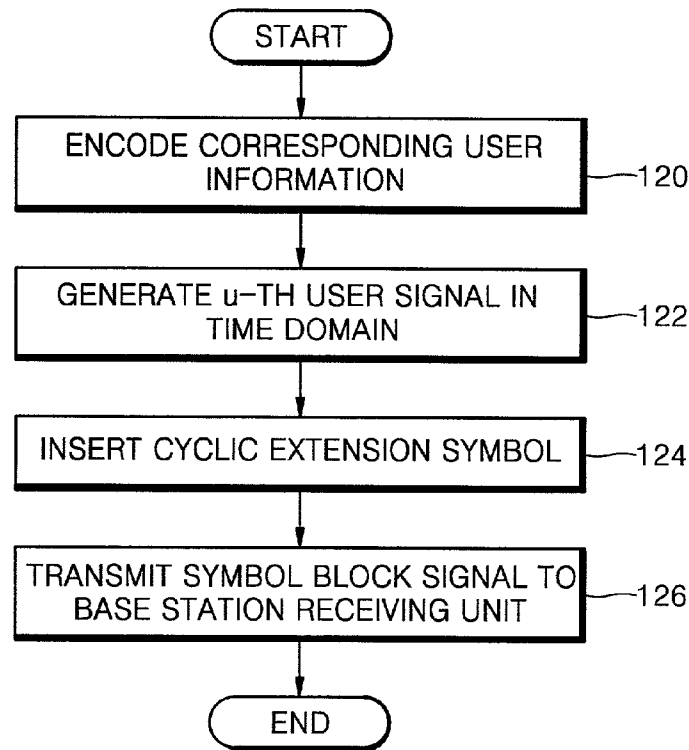 START
ENCODE CORRESPONDING USER
INFORMATION
120
GENERATE u-TH USER SIGNAL IN
TIME DOMAIN
122
INSERT CYCLIC EXTENSION SYMBOL
124
TRANSMIT SYMBOL BLOCK SIGNAL TO
BASE STATION RECEIVING UNIT
126
END